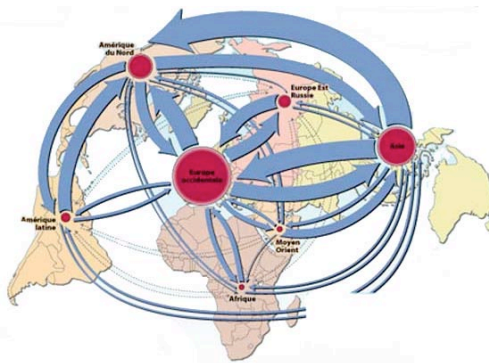 Amérique
du Nord
Europe Est
Russie
Asie
Europe
occidentale
Amérique
latine
Moyen
Orient
Afrique